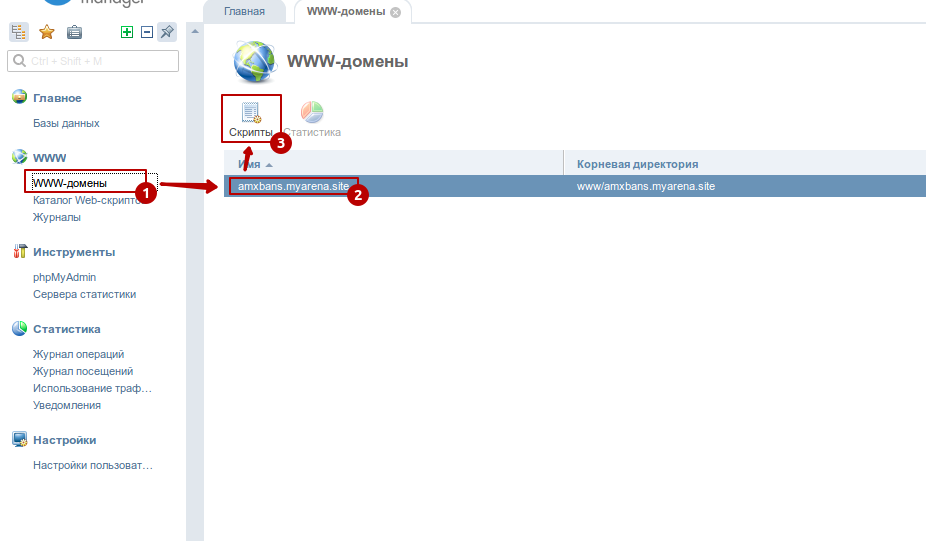 manager
Главная
WWW-домены
Ctrl + Shift + M
Главное
Базы данных
WWW
WWW-домены
1
Каталог Web-скрипто
Журналы
Инструменты
phpMyAdmin
Сервера статистики
Статистика
Журнал операций
Журнал посещений
Использование траф...
Уведомления
Настройки
Настройки пользоват...
WWW-домены
Скрипты
Статистика
3
Имя
Корневая директория
amxbans.myarena.site
2
www/amxbans.myarena.site